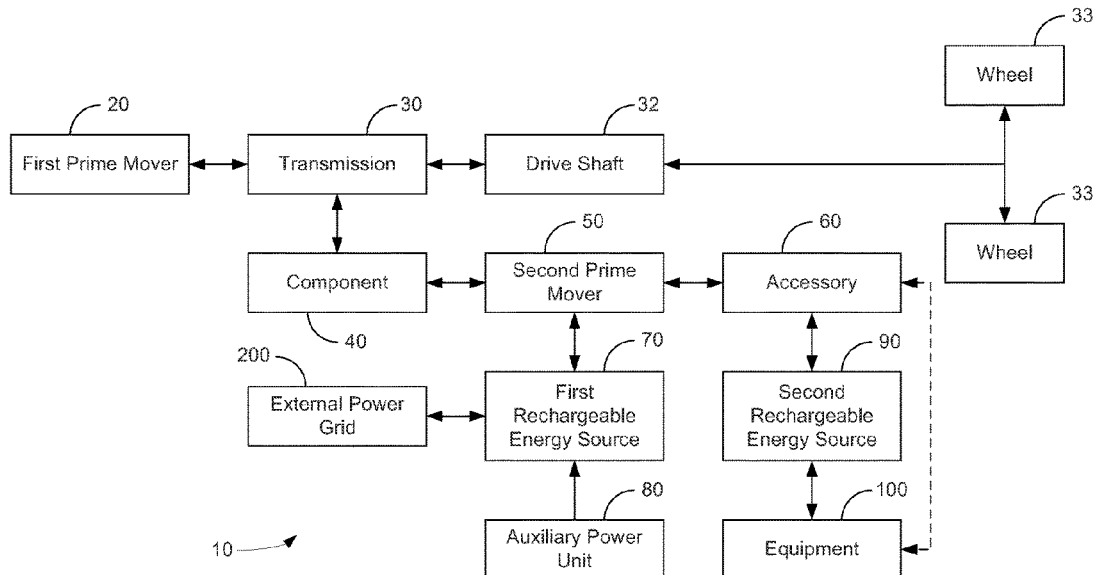 33
Wheel
20
30
32
First Prime Mover
Transmission
Drive Shaft
33
Wheel
50
60
Component
Second Prime
Mover
Accessory
40
200
70
90
External Power
Grid
First
Rechargeable
Energy Source
Second
Rechargeable
Energy Source
80
100
10
Auxiliary Power
Unit
Equipment